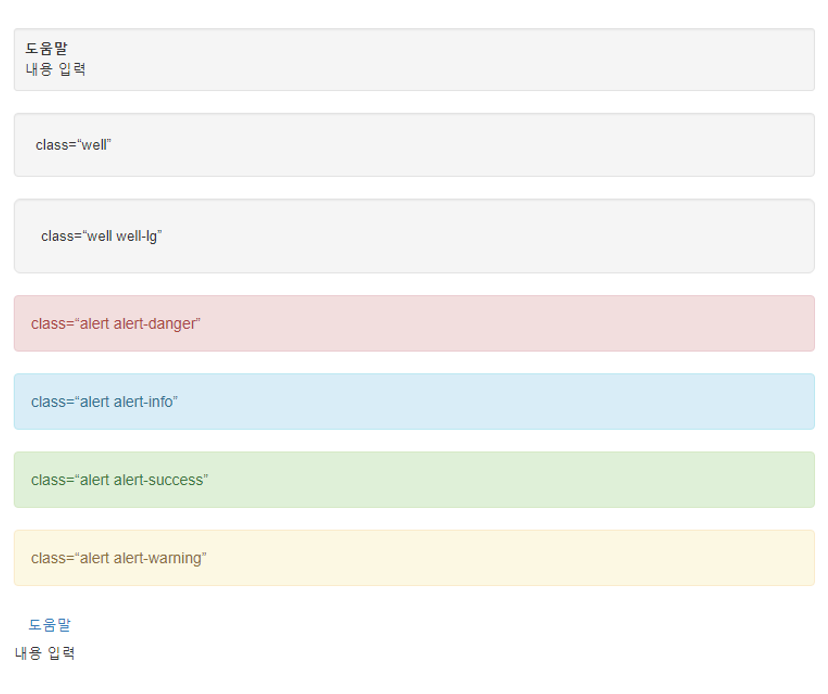 도움말
내용 입력
class=“well”
class=“well well-lg”
class=“alert alert-danger”
class=“alert alert-info”
class=“alert alert-success”
class=“alert alert-warning”
도움말
내용 입력